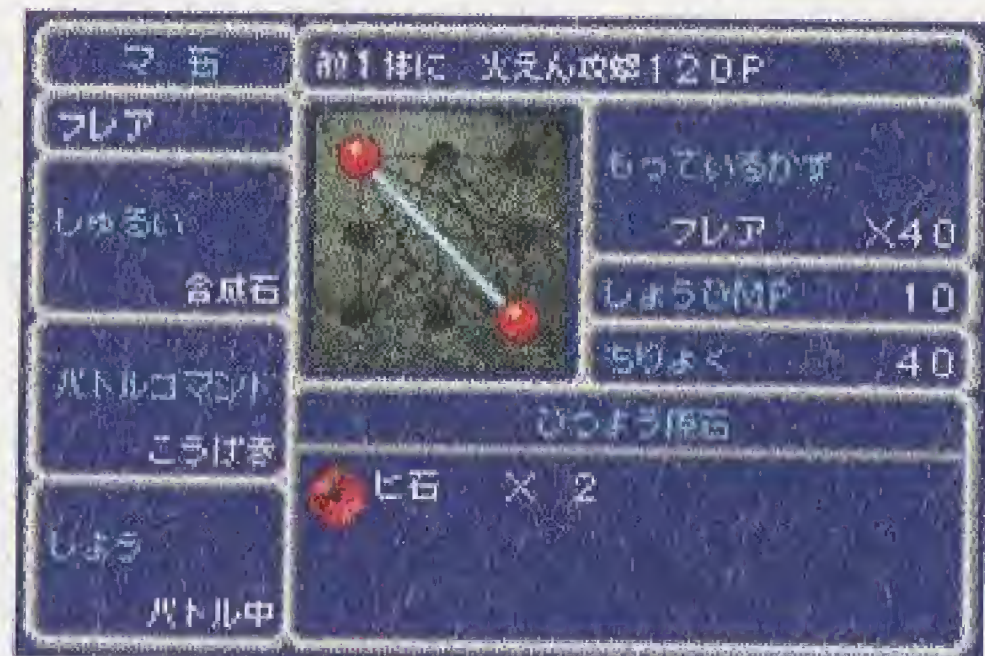 マ石
前1体に 火えん攻撃120P
フレア
しゅるい
合成石
バトルコマンド
こうげき
しよう
バトル中
もっているかず
フレア ×40
しょうひMP 10
ちりょく 40
ひつよう原石
ヒ石 × 2